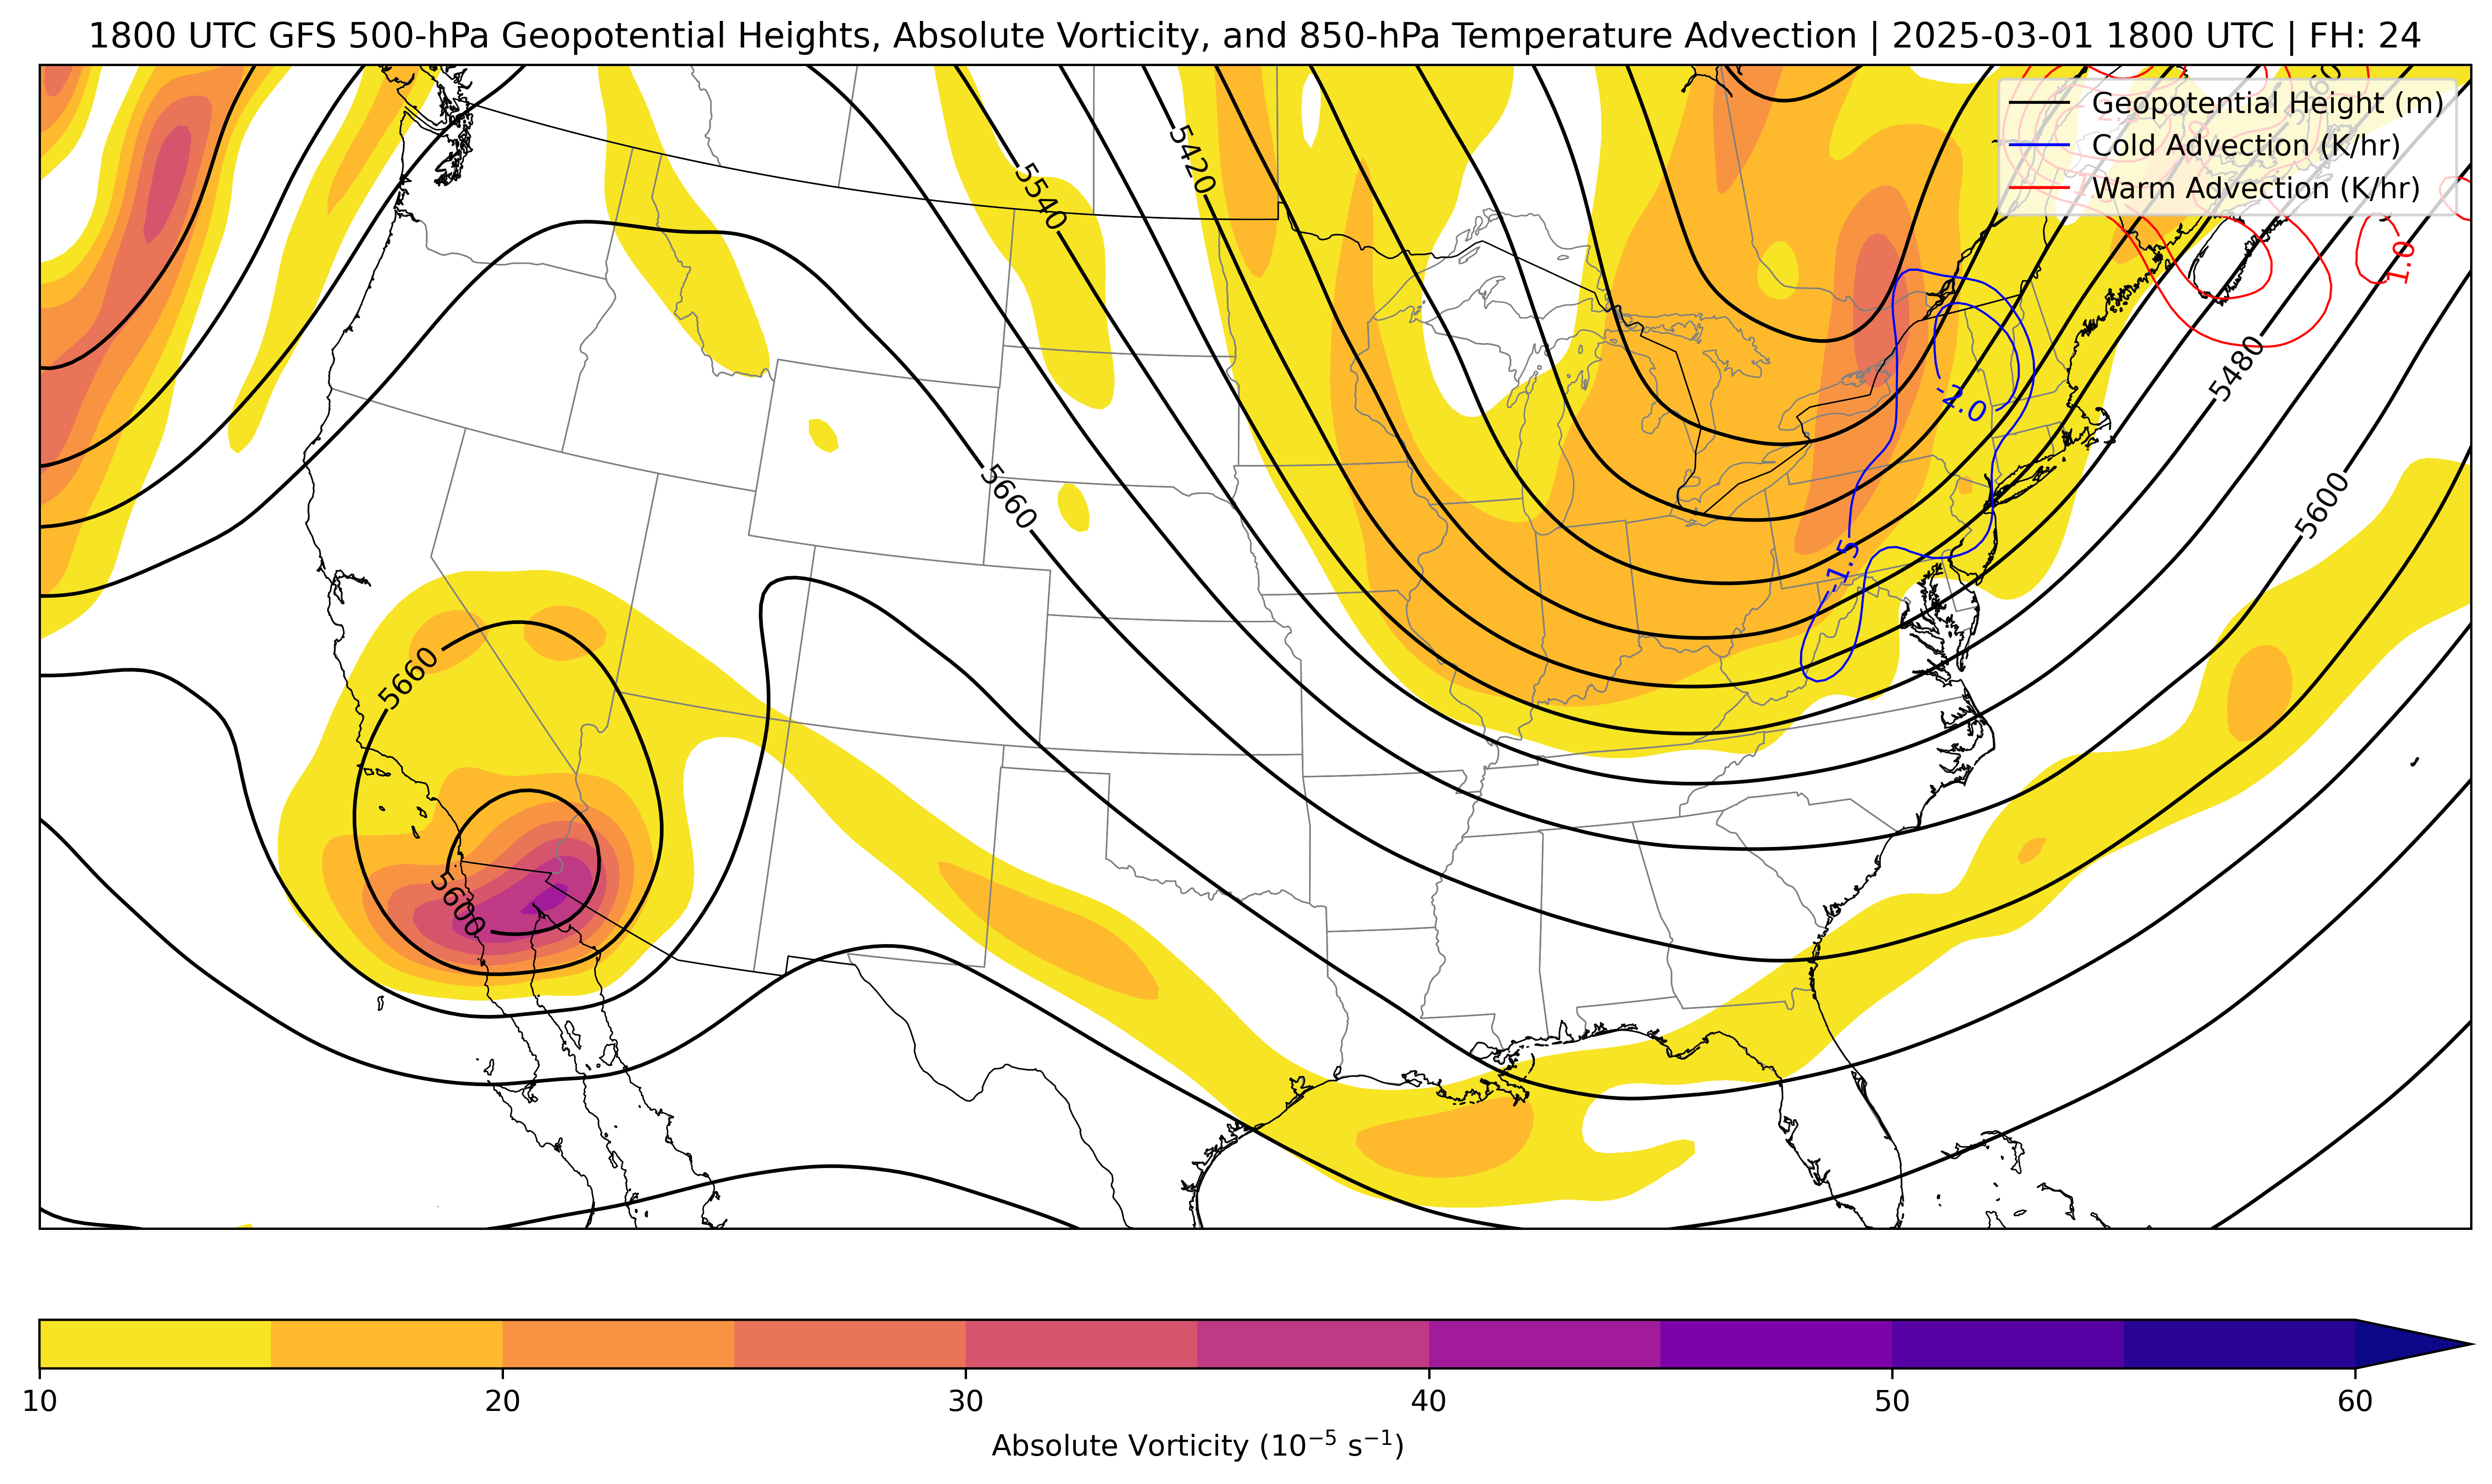 1800 UTC GFS 500-hPa Geopotential Heights, Absolute Vorticity, and 850-hPa Temperature Advection | 2025-03-01 1800 UTC | FH: 24
Geopotential Height (m)
Cold Advection (K/hr)
Warm Advection (K/hr)
5420
5540
1.0
5480
-2.0
5660
5600
-1.5
5660
5600
10 20 30 40 50 60
Absolute Vorticity (10⁻⁵ s⁻¹)